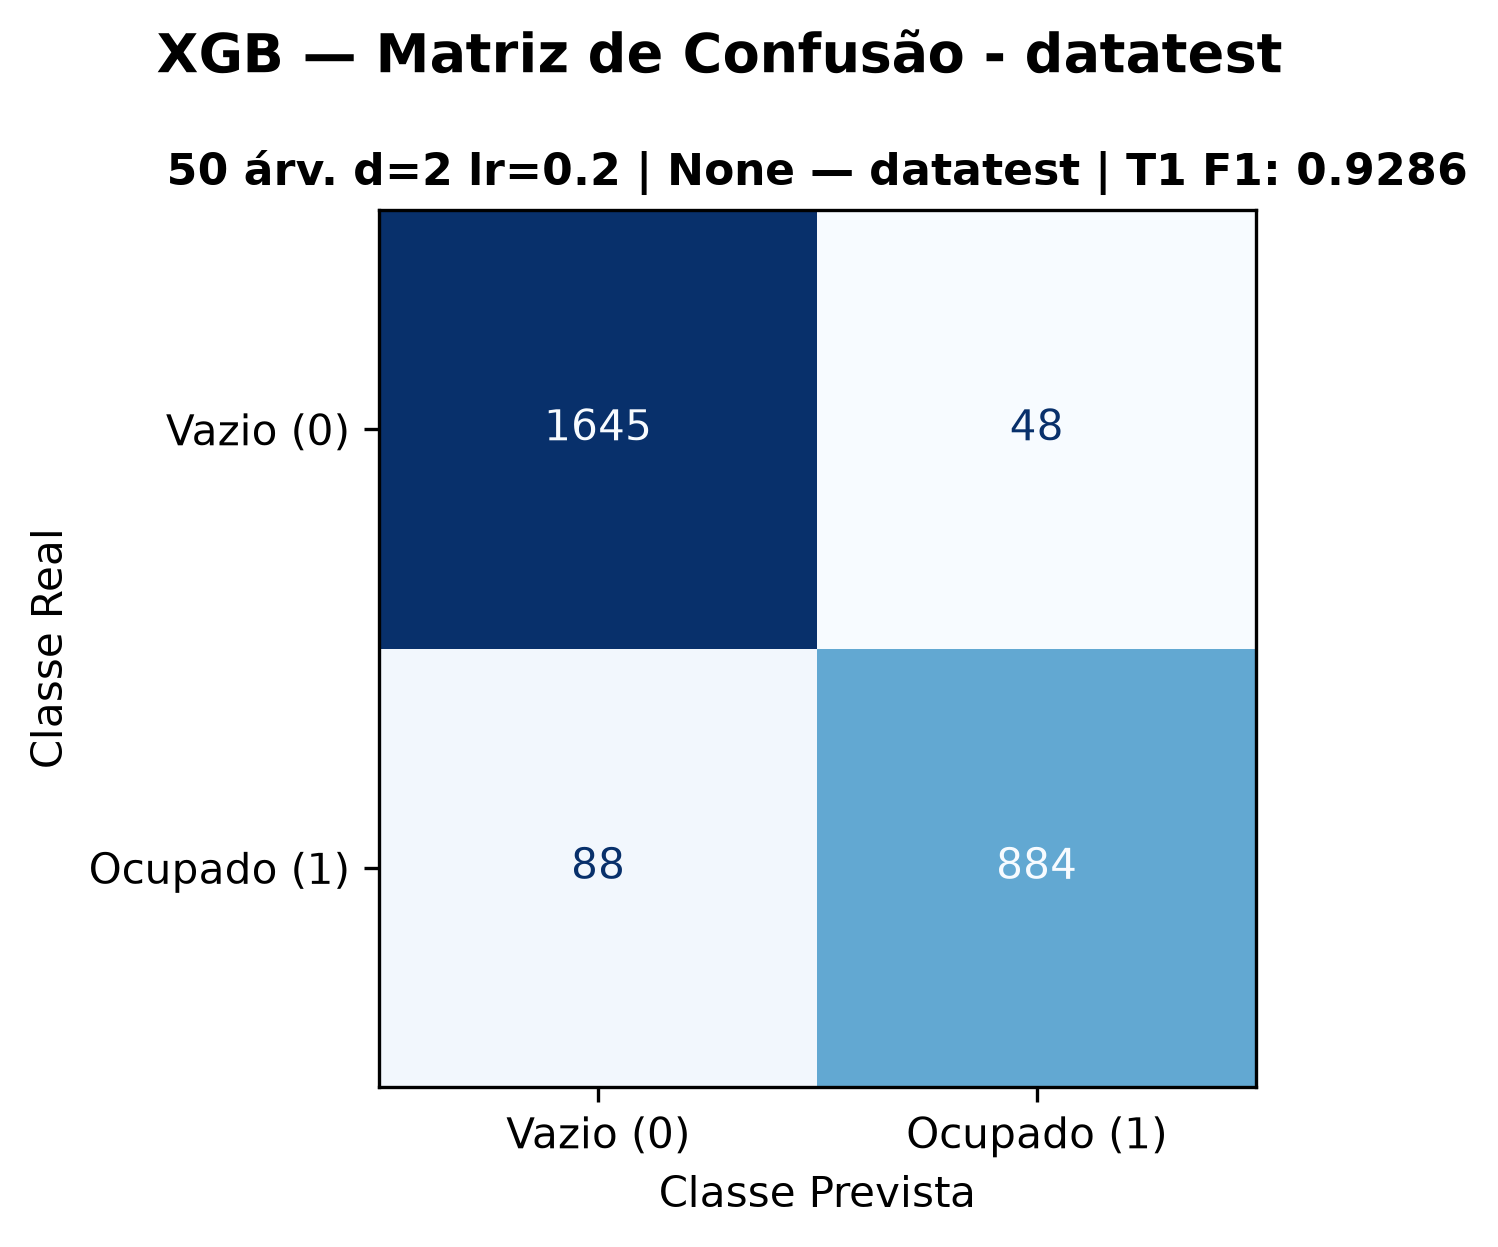 XGB — Matriz de Confusão - datatest
50 árv. d=2 lr=0.2 | None — datatest | T1 F1: 0.9286
Classe Real
Vazio (0)
1645
48
Ocupado (1)
88
884
Vazio (0)
Ocupado (1)
Classe Prevista